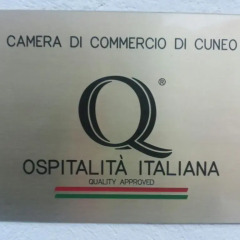 CAMERA DI COMMERCIO DI CUNEO
Q ®
OSPITALITÀ ITALIANA
QUALITY APPROVED